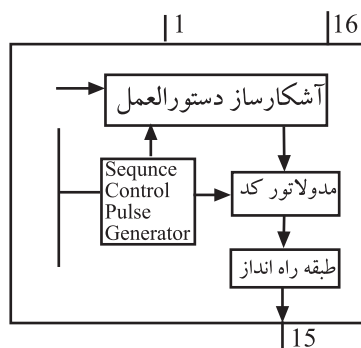 1 16
آشکارساز دستورالعمل
Sequnce
Control
Pulse
Generator
مدولاتور کد
طبقه راه انداز
15